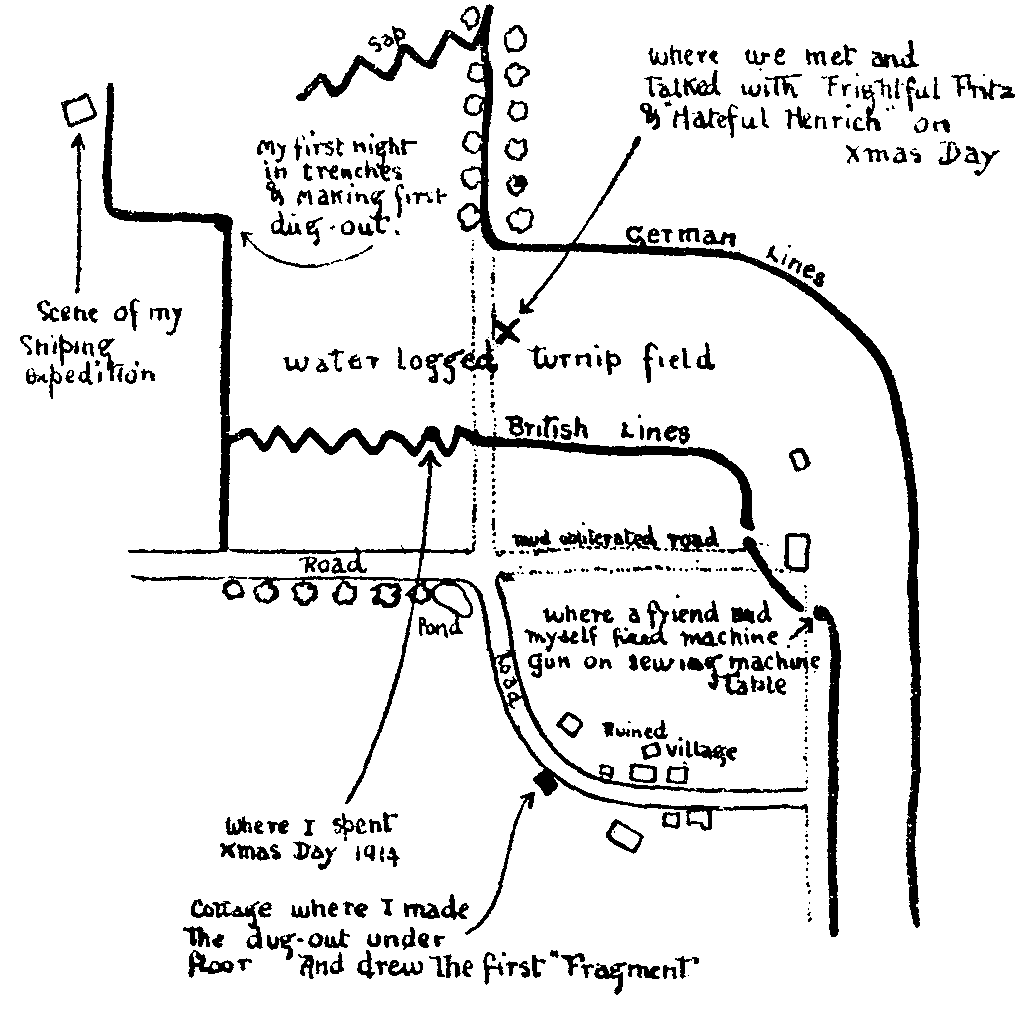 Sap
where we met and
talked with "Frightful Fritz
& "Hateful Henrich" on
Xmas Day
My first night
in trenches
& making first
dug-out.
German Lines
Scene of my
Sniping
Expedition
water logged turnip field
British Lines
mud obliterated road
Road
Pond
where a friend and
myself fixed machine
gun on sewing machine
table
Road
Ruined
village
where I spent
Xmas Day 1914
Cottage where I made
The dug-out under
floor And drew The first "Fragment"